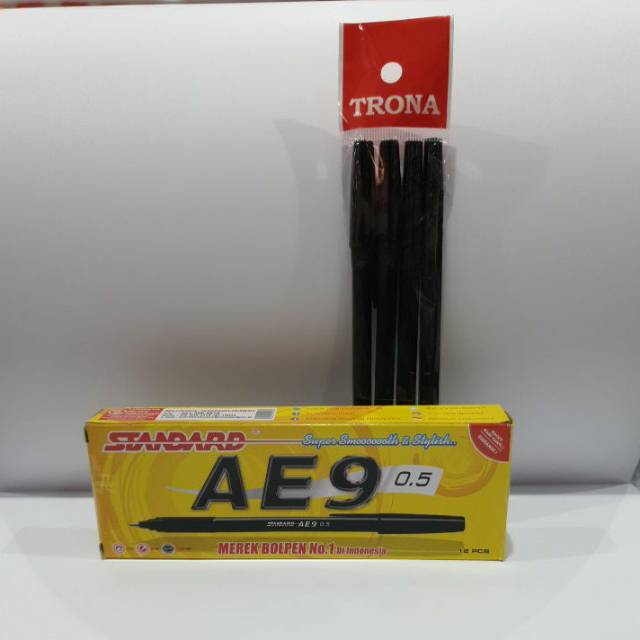 TRONA
STANDARD
Super Smooooooth & Stylish..
AE9 0.5
STANDARD AE9 0.5
MEREK BOLPEN No.1 Di Indonesia
12 PCS